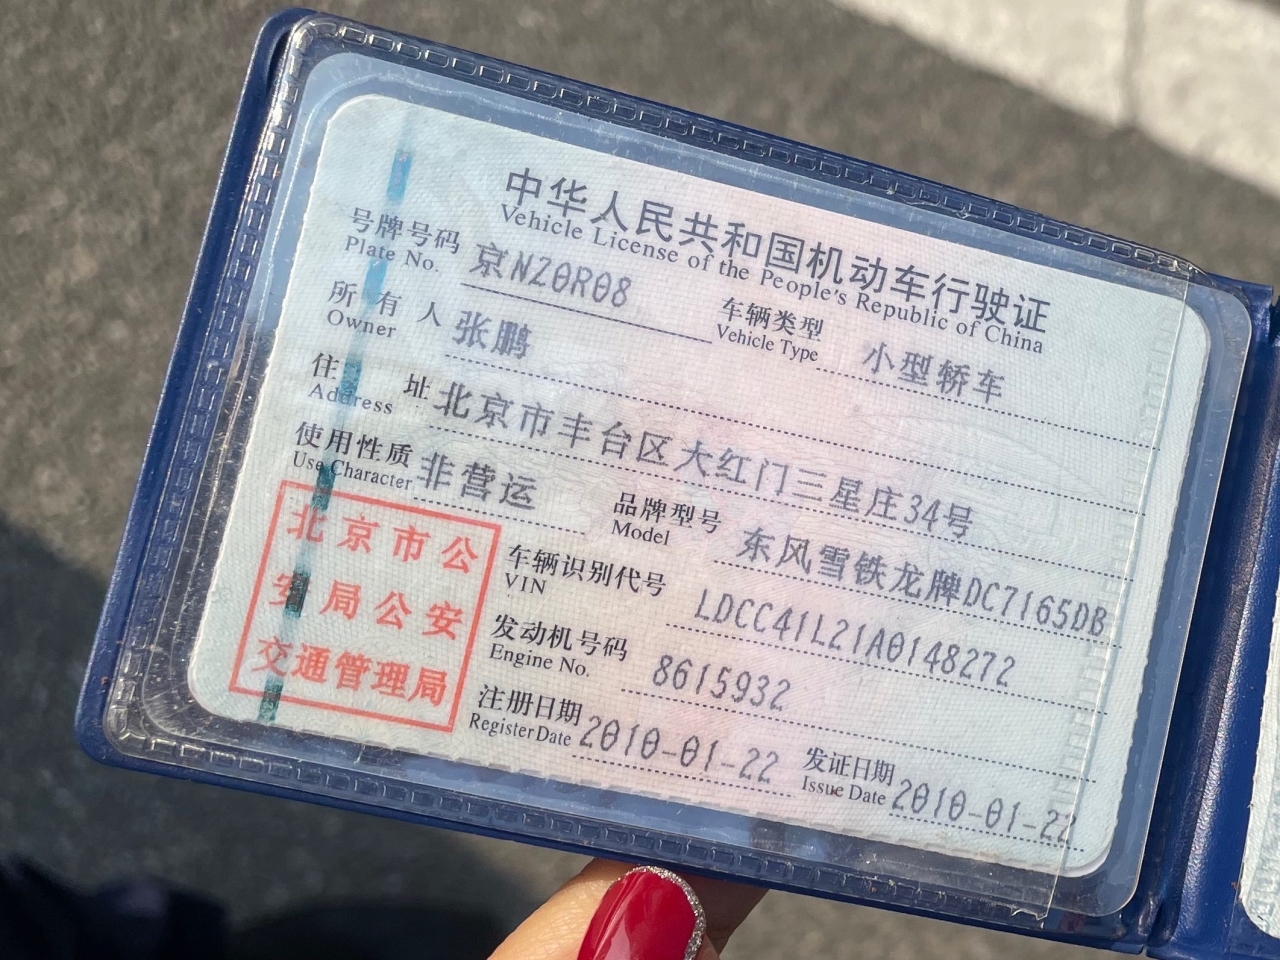 中华人民共和国机动车行驶证
Vehicle License of the People's Republic of China
号牌号码 京NZ0R08 车辆类型 小型轿车
Plate No. Vehicle Type
所有人 张鹏
Owner
住址 北京市丰台区大红门三星庄34号
Address
使用性质 非营运 品牌型号 东风雪铁龙牌DC7165DB
Use Character Model
北京市公
安局公安
交通管理局
车辆识别代号 LDCC41L21A0148272
VIN
发动机号码 8615932
Engine No.
注册日期 2010-01-22 发证日期 2010-01-22
Register Date Issue Date